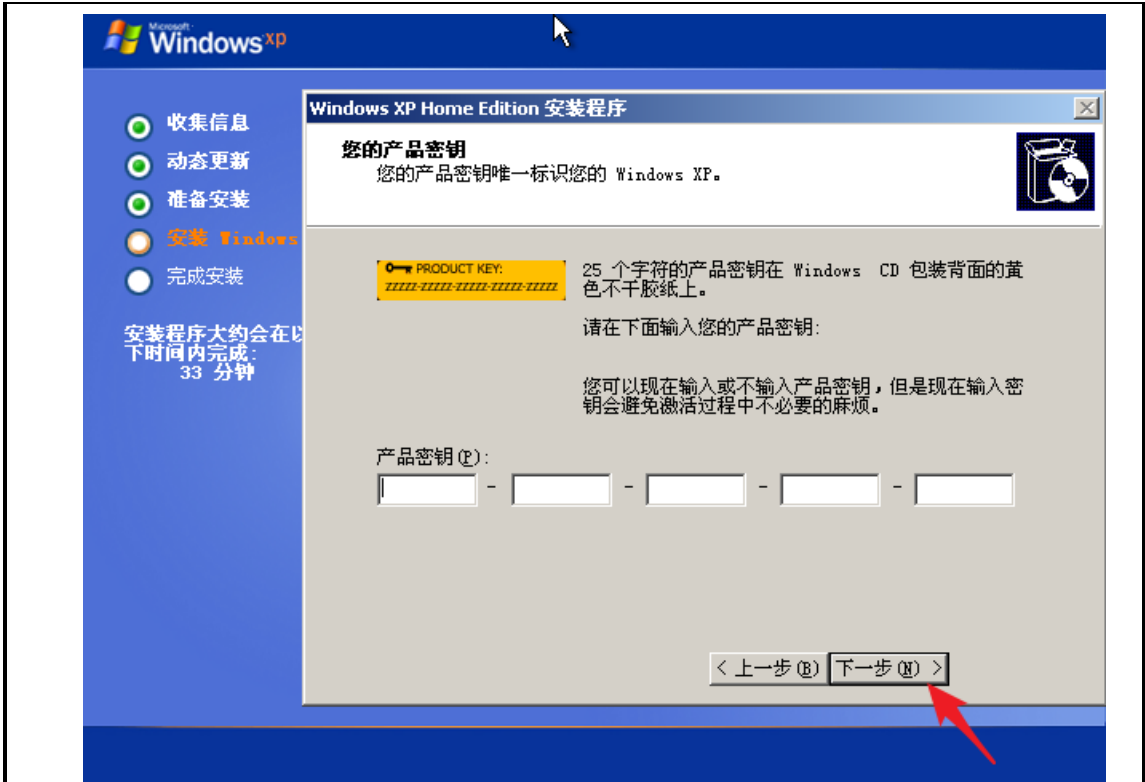 Microsoft
Windows xp
收集信息
动态更新
准备安装
安装 Windows
完成安装
安装程序大约会在以
下时间内完成:
33 分钟
Windows XP Home Edition 安装程序
您的产品密钥
您的产品密钥唯一标识您的 Windows XP。
PRODUCT KEY:
ZZZZZ-ZZZZZ-ZZZZZ-ZZZZZ-ZZZZZ
25 个字符的产品密钥在 Windows CD 包装背面的黄
色不干胶纸上。
请在下面输入您的产品密钥:
您可以现在输入或不输入产品密钥，但是现在输入密
钥会避免激活过程中不必要的麻烦。
产品密钥(P):
- - - -
< 上一步(B) 下一步(N) >